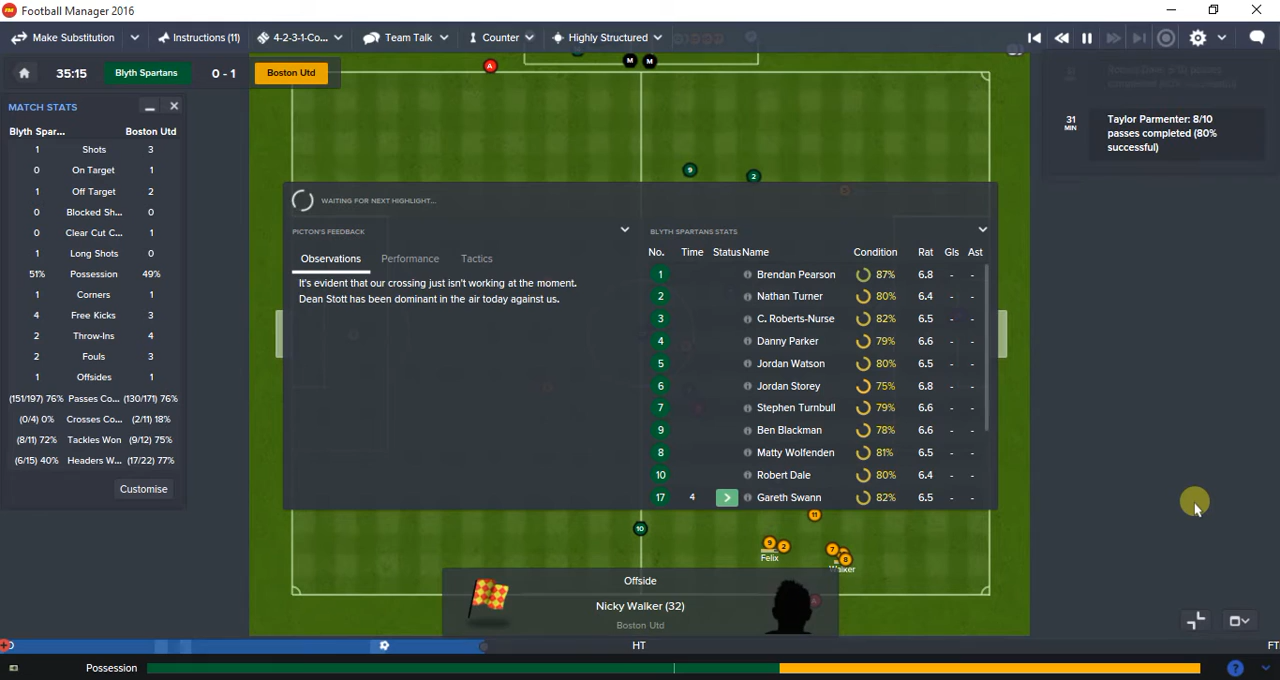 Football Manager 2016
Make Substitution
Instructions (11)
4-2-3-1-Co...
Team Talk
Counter
Highly Structured
35:15
Blyth Spartans
0 - 1
Boston Utd
MATCH STATS
Blyth Spar... Boston Utd
1 Shots 3
0 On Target 1
1 Off Target 2
0 Blocked Sh... 0
0 Clear Cut C... 1
1 Long Shots 0
51% Possession 49%
1 Corners 1
4 Free Kicks 3
2 Throw-Ins 4
2 Fouls 3
1 Offsides 1
(151/197) 76% Passes Co... (130/171) 76%
(0/4) 0% Crosses Co... (2/11) 18%
(8/11) 72% Tackles Won (9/12) 75%
(6/15) 40% Headers W... (17/22) 77%
Customise
A
M
M
9
2
WAITING FOR NEXT HIGHLIGHT...
PICTON'S FEEDBACK
Observations
Performance
Tactics
It's evident that our crossing just isn't working at the moment.
Dean Stott has been dominant in the air today against us.
BLYTH SPARTANS STATS
No. Time Status Name Condition Rat Gls Ast
1 Brendan Pearson 87% 6.8 - -
2 Nathan Turner 80% 6.4 - -
3 C. Roberts-Nurse 82% 6.5 - -
4 Danny Parker 79% 6.6 - -
5 Jordan Watson 80% 6.5 - -
6 Jordan Storey 75% 6.8 - -
7 Stephen Turnbull 79% 6.6 - -
9 Ben Blackman 78% 6.6 - -
8 Matty Wolfenden 81% 6.5 - -
10 Robert Dale 80% 6.4 - -
17 4 Gareth Swann 82% 6.5 - -
31
MIN
Taylor Parmenter: 8/10
passes completed (80%
successful)
11
10
9
2
7
8
Felix
Walker
Offside
Nicky Walker (32)
Boston Utd
HT
FT
Possession
?